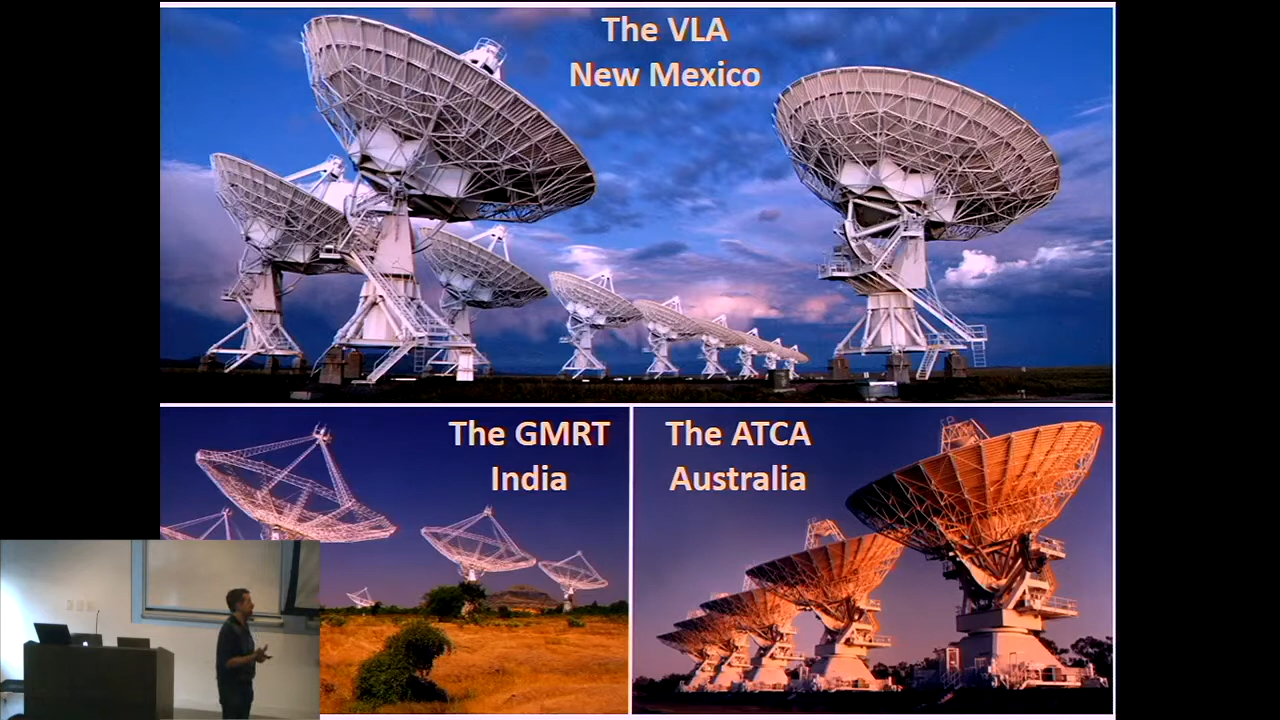 The VLA
New Mexico
The GMRT
India
The ATCA
Australia